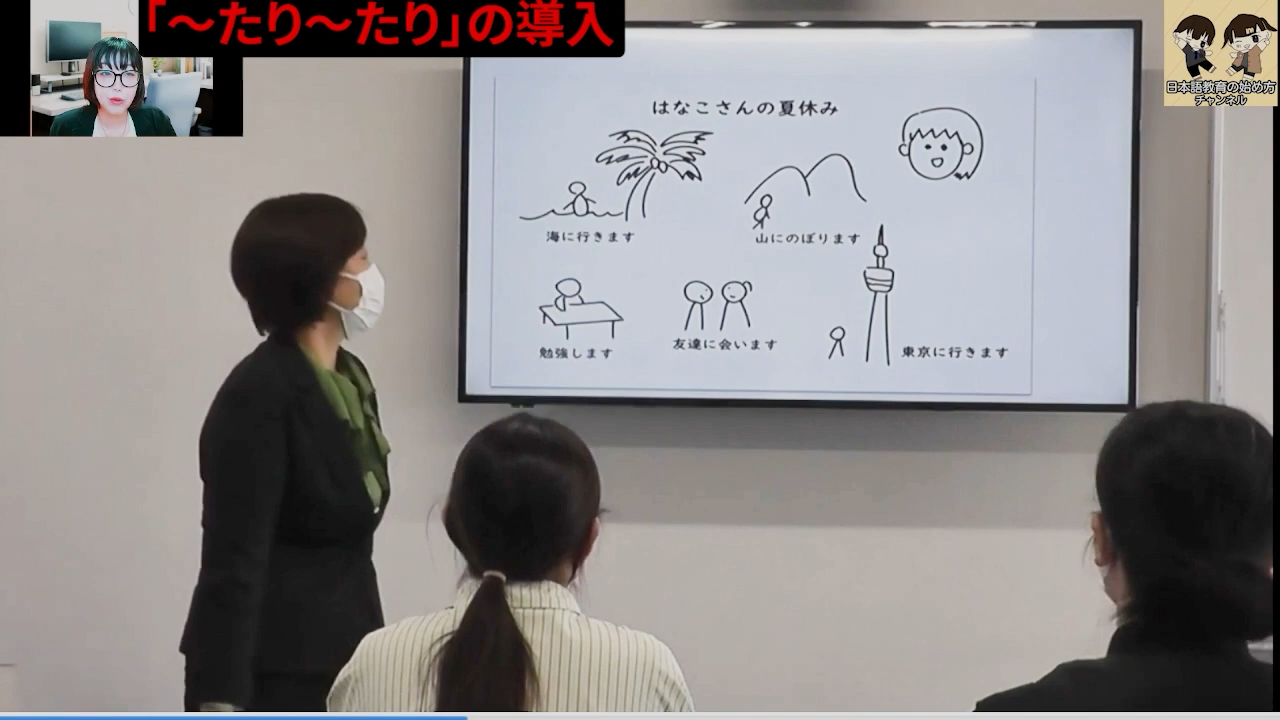 「～たり～たり」の導入
日本語教育の始め方
チャンネル
はなこさんの夏休み
海に行きます
山にのぼります
勉強します
友達に会います
東京に行きます